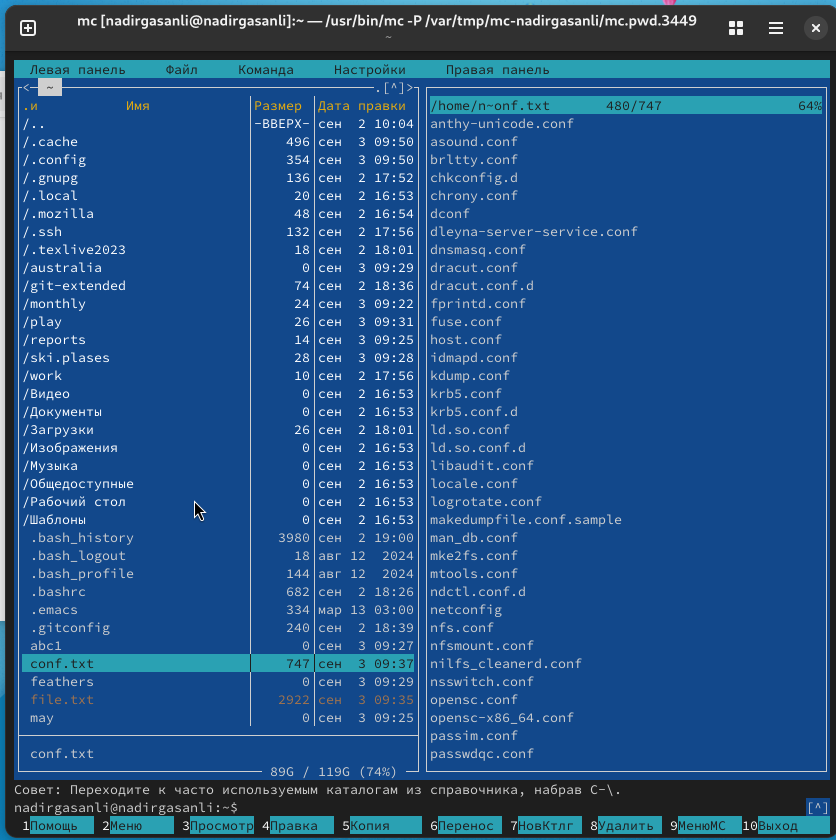 mc [nadirgasanli@nadirgasanli]:~ — /usr/bin/mc -P /var/tmp/mc-nadirgasanli/mc.pwd.3449
~
Левая панель Файл Команда Настройки Правая панель
<─ ~ .[^]>
.и Имя Размер Дата правки
/.. -ВВЕРХ- сен 2 10:04
/.cache 496 сен 3 09:50
/.config 354 сен 3 09:50
/.gnupg 136 сен 2 17:52
/.local 20 сен 2 16:53
/.mozilla 48 сен 2 16:54
/.ssh 132 сен 2 17:56
/.texlive2023 18 сен 2 18:01
/australia 0 сен 3 09:29
/git-extended 74 сен 2 18:36
/monthly 24 сен 3 09:22
/play 26 сен 3 09:31
/reports 14 сен 3 09:25
/ski.plases 28 сен 3 09:28
/work 10 сен 2 17:56
/Видео 0 сен 2 16:53
/Документы 0 сен 2 16:53
/Загрузки 26 сен 2 18:01
/Изображения 0 сен 2 16:53
/Музыка 0 сен 2 16:53
/Общедоступные 0 сен 2 16:53
/Рабочий стол 0 сен 2 16:53
/Шаблоны 0 сен 2 16:53
.bash_history 3980 сен 2 19:00
.bash_logout 18 авг 12 2024
.bash_profile 144 авг 12 2024
.bashrc 682 сен 2 18:26
.emacs 334 мар 13 03:00
.gitconfig 240 сен 2 18:39
abc1 0 сен 3 09:27
conf.txt 747 сен 3 09:37
feathers 0 сен 3 09:29
file.txt 2922 сен 3 09:35
may 0 сен 3 09:25
conf.txt
89G / 119G (74%)
/home/n~onf.txt 480/747 64%
anthy-unicode.conf
asound.conf
brltty.conf
chkconfig.d
chrony.conf
dconf
dleyna-server-service.conf
dnsmasq.conf
dracut.conf
dracut.conf.d
fprintd.conf
fuse.conf
host.conf
idmapd.conf
kdump.conf
krb5.conf
krb5.conf.d
ld.so.conf
ld.so.conf.d
libaudit.conf
locale.conf
logrotate.conf
makedumpfile.conf.sample
man_db.conf
mke2fs.conf
mtools.conf
ndctl.conf.d
netconfig
nfs.conf
nfsmount.conf
nilfs_cleanerd.conf
nsswitch.conf
opensc.conf
opensc-x86_64.conf
passim.conf
passwdqc.conf
Совет: Переходите к часто используемым каталогам из справочника, набрав C-\.
nadirgasanli@nadirgasanli:~$ [^]
1Помощь 2Меню 3Просмотр 4Правка 5Копия 6Перенос 7НовКтлг 8Удалить 9МенюMC 10Выход